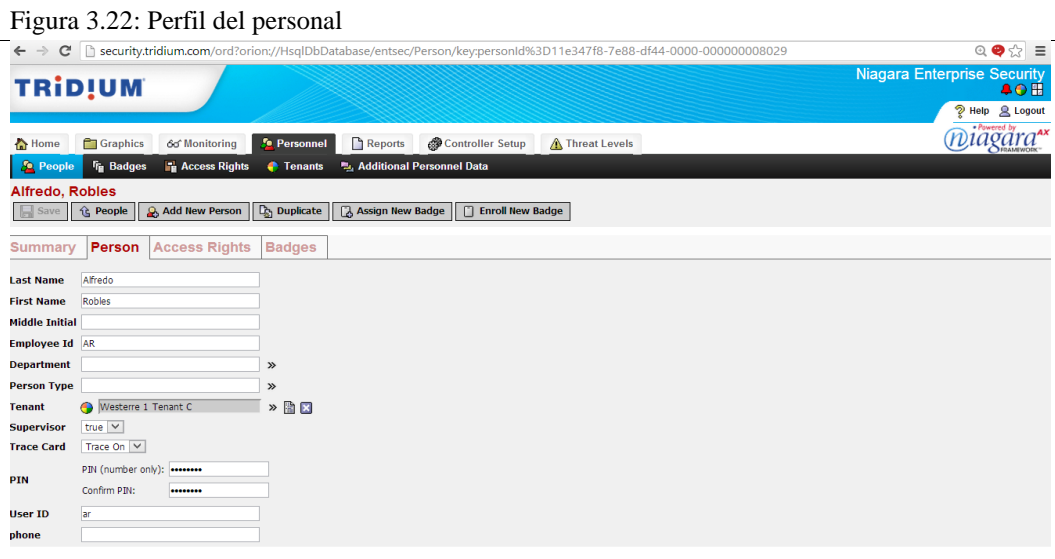 Figura 3.22: Perfil del personal
security.tridium.com/ord?orion://HsqlDbDatabase/entsec/Person/key:personId%3D11e347f8-7e88-df44-0000-000000008029
TRIDIUM
Niagara Enterprise Security
Help Logout
Home Graphics Monitoring Personnel Reports Controller Setup Threat Levels
Powered by
Niagara AX
FRAMEWORK
People Badges Access Rights Tenants Additional Personnel Data
Alfredo, Robles
Save People Add New Person Duplicate Assign New Badge Enroll New Badge
Summary Person Access Rights Badges
Last Name Alfredo
First Name Robles
Middle Initial
Employee Id AR
Department »
Person Type »
Tenant Westerre 1 Tenant C »
Supervisor true
Trace Card Trace On
PIN
PIN (number only): ••••••••
Confirm PIN: ••••••••
User ID ar
phone